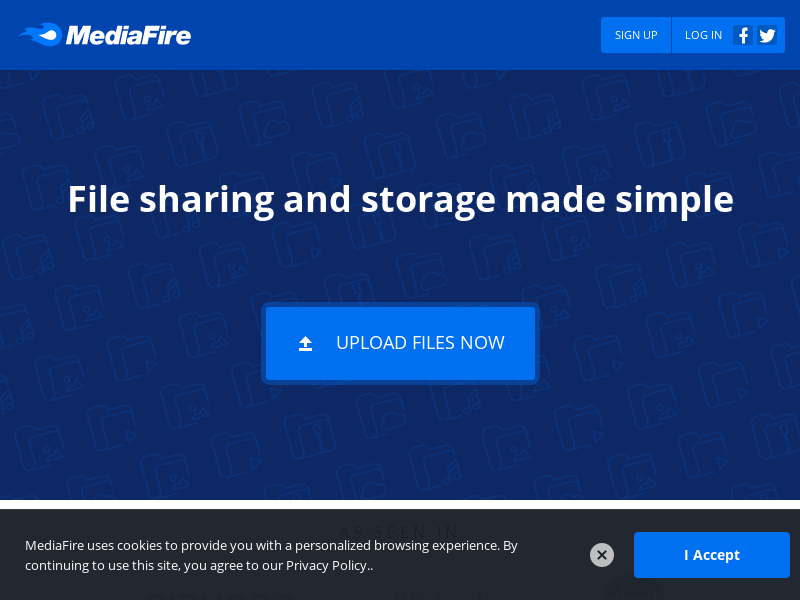 MediaFire
SIGN UP
LOG IN
File sharing and storage made simple
UPLOAD FILES NOW
AS SEEN IN
MediaFire uses cookies to provide you with a personalized browsing experience. By
continuing to use this site, you agree to our Privacy Policy..
I Accept